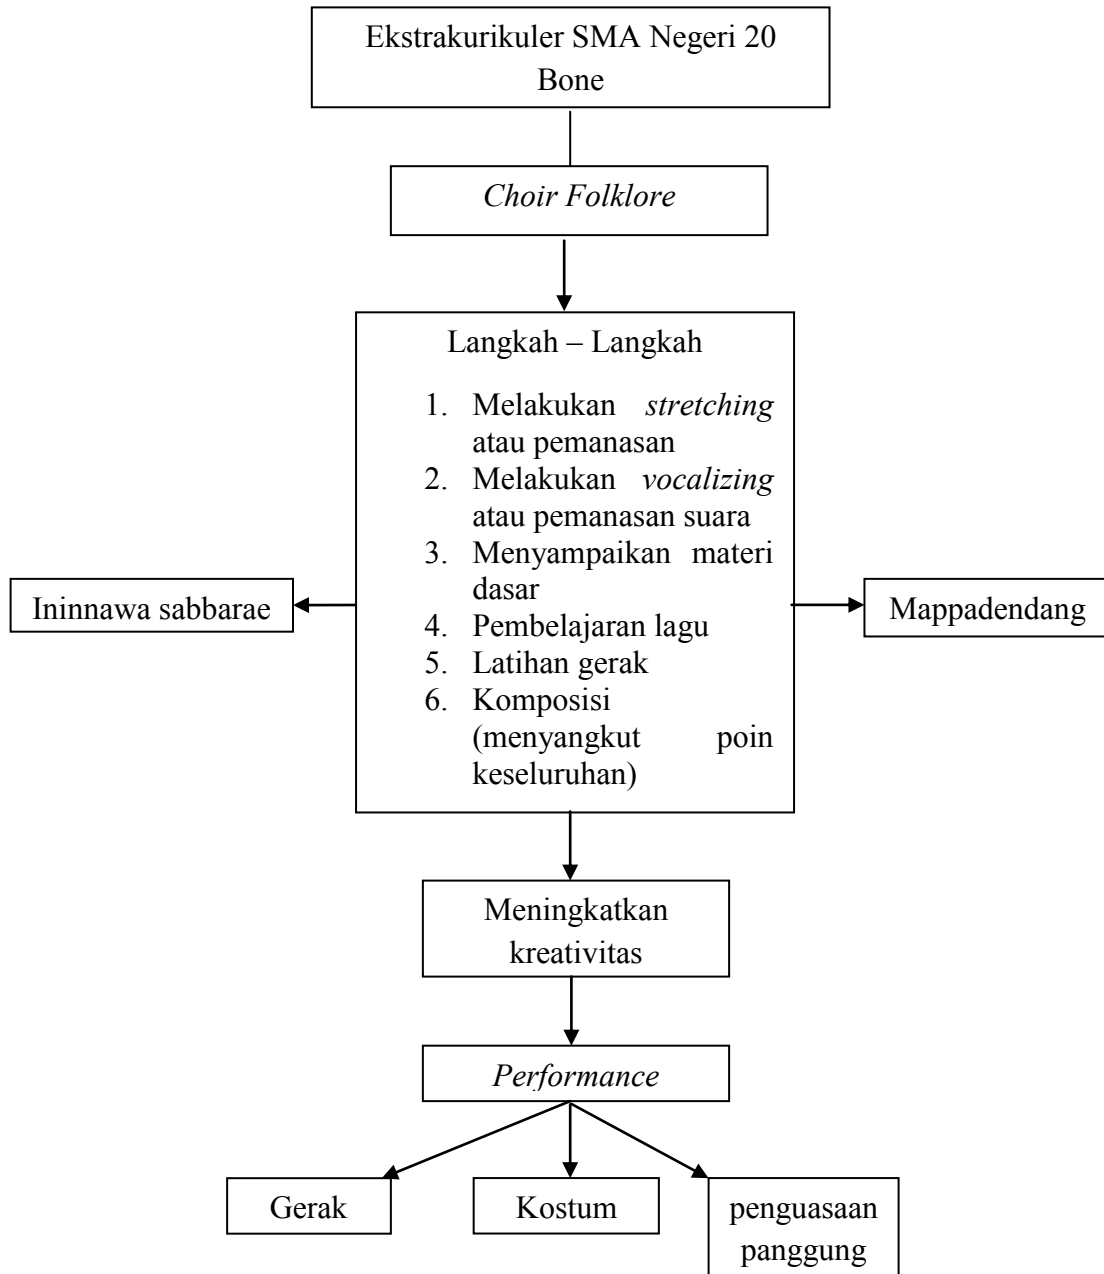 Ekstrakurikuler SMA Negeri 20
Bone
Choir Folklore
Langkah – Langkah
1. Melakukan stretching
atau pemanasan
2. Melakukan vocalizing
atau pemanasan suara
3. Menyampaikan materi
dasar
4. Pembelajaran lagu
5. Latihan gerak
6. Komposisi
(menyangkut poin
keseluruhan)
Ininnawa sabbarae
Mappadendang
Meningkatkan
kreativitas
Performance
Gerak
Kostum
penguasaan
panggung